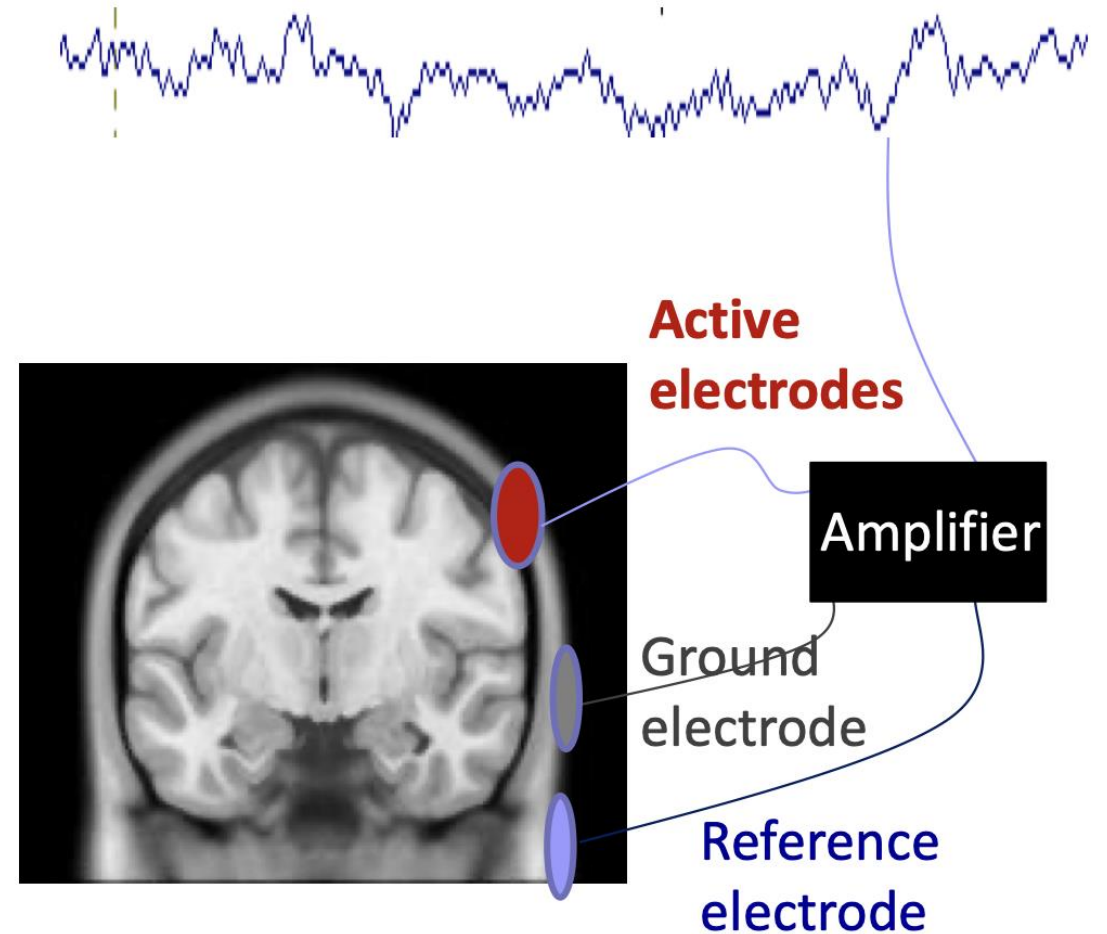 Active
electrodes
Amplifier
Ground
electrode
Reference
electrode